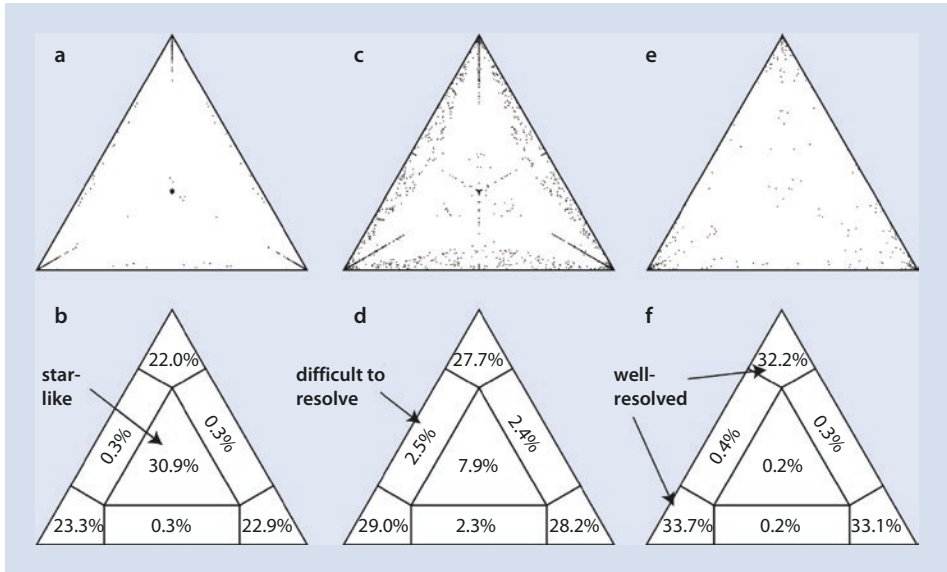 a
c
e
b
d
f
22.0%
27.7%
32.2%
star-
like
difficult to
resolve
well-
resolved
0.3%
0.3%
2.5%
2.4%
0.4%
0.3%
30.9%
7.9%
0.2%
23.3%
0.3%
22.9%
29.0%
2.3%
28.2%
33.7%
0.2%
33.1%